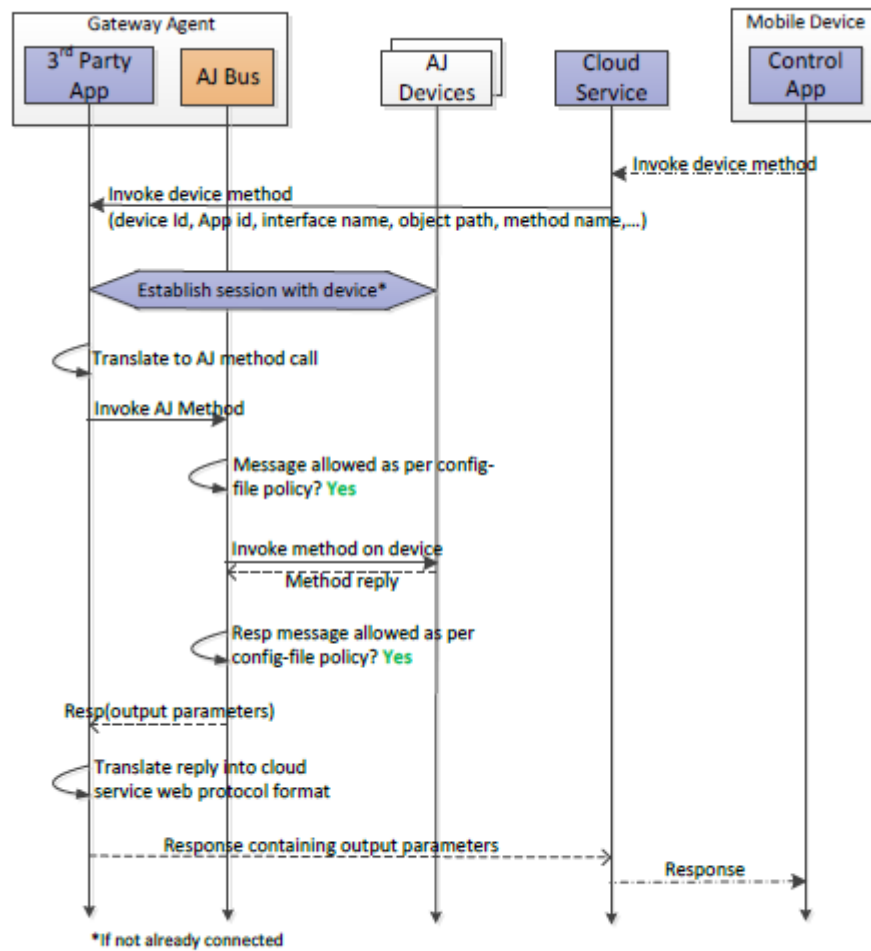 Gateway Agent
Mobile Device
3rd Party
App
AJ Bus
AJ
Devices
Cloud
Service
Control
App
Invoke device method
Invoke device method
(device Id, App id, interface name, object path, method name,...)
Establish session with device*
Translate to AJ method call
Invoke AJ Method
Message allowed as per config-
file policy? Yes
Invoke method on device
Method reply
Resp message allowed as per
config-file policy? Yes
Resp(output parameters)
Translate reply into cloud
service web protocol format
Response containing output parameters
Response
*If not already connected